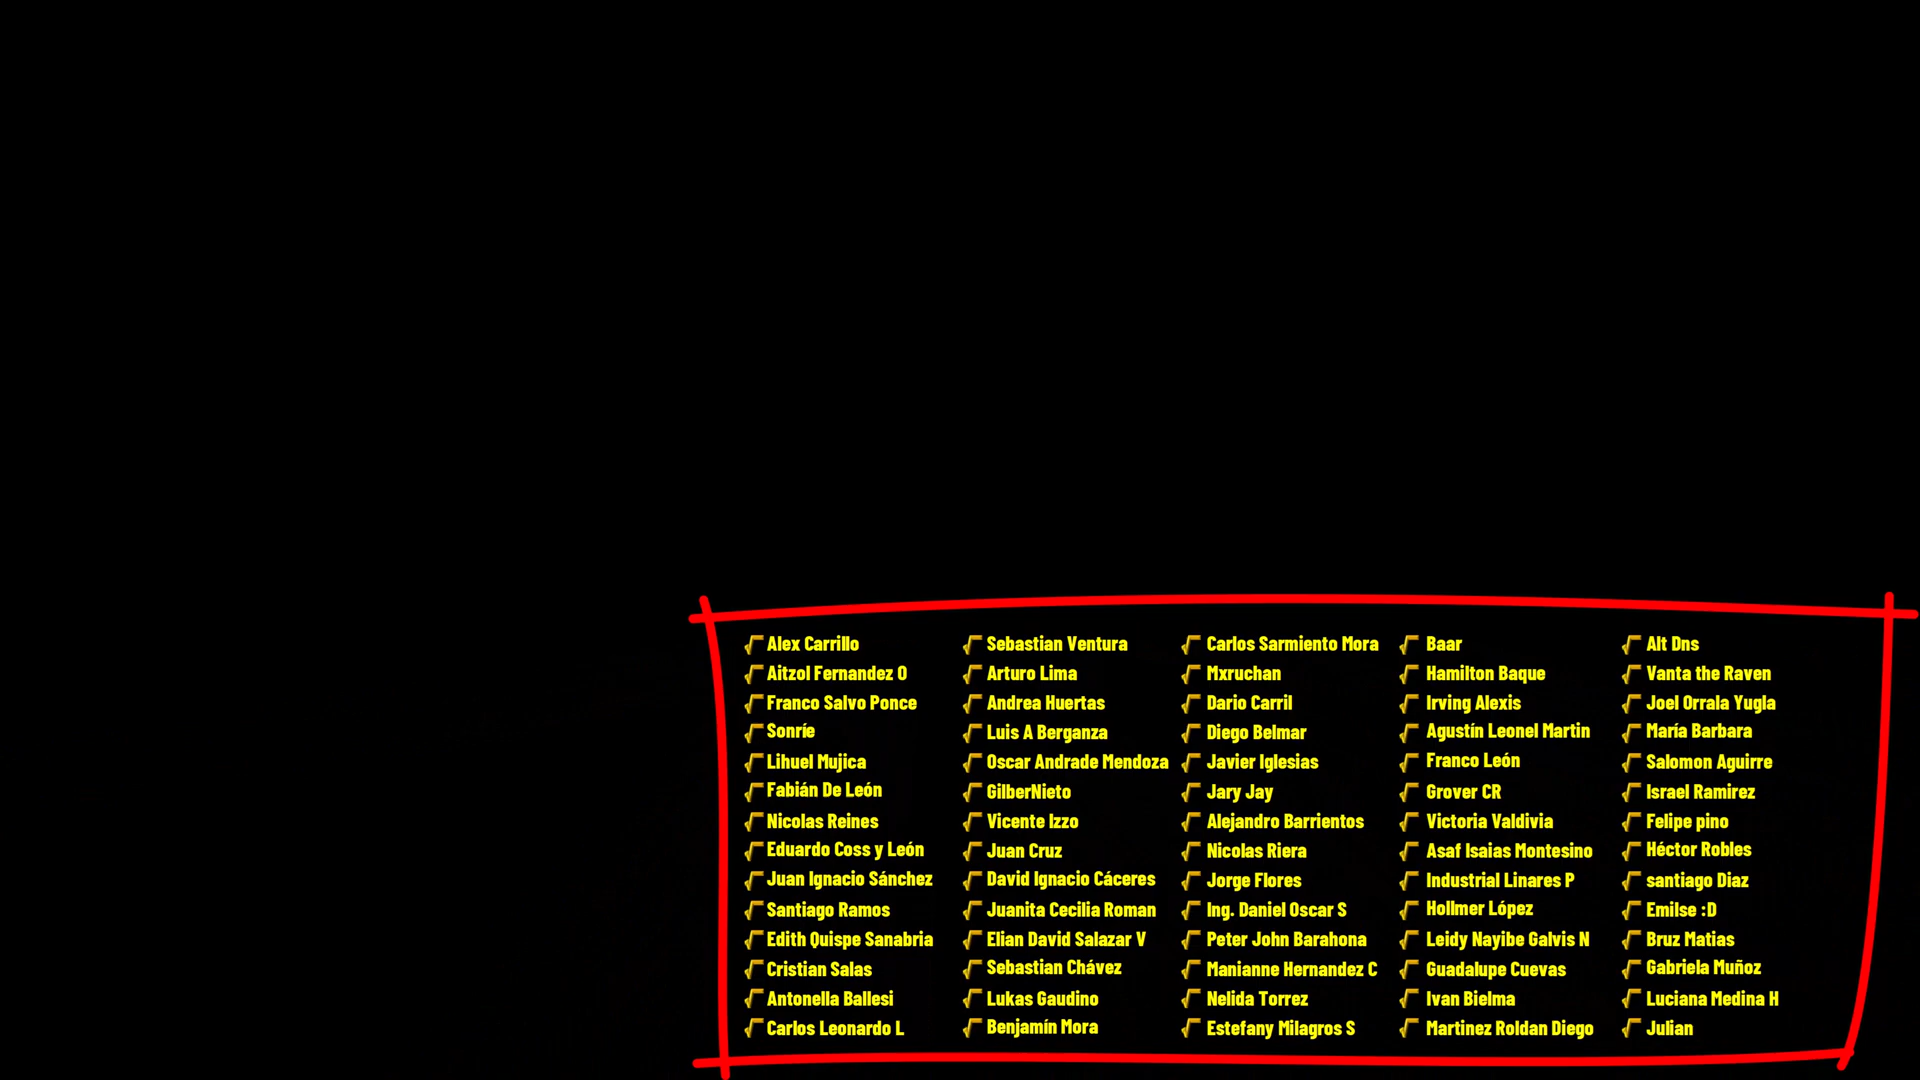 √ Alex Carrillo
√ Aitzol Fernandez O
√ Franco Salvo Ponce
√ Sonríe
√ Lihuel Mujica
√ Fabián De León
√ Nicolas Reines
√ Eduardo Coss y León
√ Juan Ignacio Sánchez
√ Santiago Ramos
√ Edith Quispe Sanabria
√ Cristian Salas
√ Antonella Ballesi
√ Carlos Leonardo L
√ Sebastian Ventura
√ Arturo Lima
√ Andrea Huertas
√ Luis A Berganza
√ Oscar Andrade Mendoza
√ GilberNieto
√ Vicente Izzo
√ Juan Cruz
√ David Ignacio Cáceres
√ Juanita Cecilia Roman
√ Elian David Salazar V
√ Sebastian Chávez
√ Lukas Gaudino
√ Benjamín Mora
√ Carlos Sarmiento Mora
√ Mxruchan
√ Dario Carril
√ Diego Belmar
√ Javier Iglesias
√ Jary Jay
√ Alejandro Barrientos
√ Nicolas Riera
√ Jorge Flores
√ Ing. Daniel Oscar S
√ Peter John Barahona
√ Manianne Hernandez C
√ Nelida Torrez
√ Estefany Milagros S
√ Baar
√ Hamilton Baque
√ Irving Alexis
√ Agustín Leonel Martin
√ Franco León
√ Grover CR
√ Victoria Valdivia
√ Asaf Isaias Montesino
√ Industrial Linares P
√ Hollmer López
√ Leidy Nayibe Galvis N
√ Guadalupe Cuevas
√ Ivan Bielma
√ Martinez Roldan Diego
√ Alt Dns
√ Vanta the Raven
√ Joel Orrala Yugla
√ María Barbara
√ Salomon Aguirre
√ Israel Ramirez
√ Felipe pino
√ Héctor Robles
√ santiago Diaz
√ Emilse :D
√ Bruz Matias
√ Gabriela Muñoz
√ Luciana Medina H
√ Julian